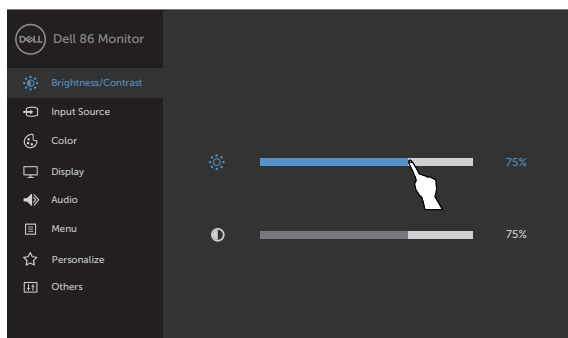 DELL Dell 86 Monitor
Brightness/Contrast
Input Source
Color
Display
Audio
Menu
Personalize
Others
75%
75%